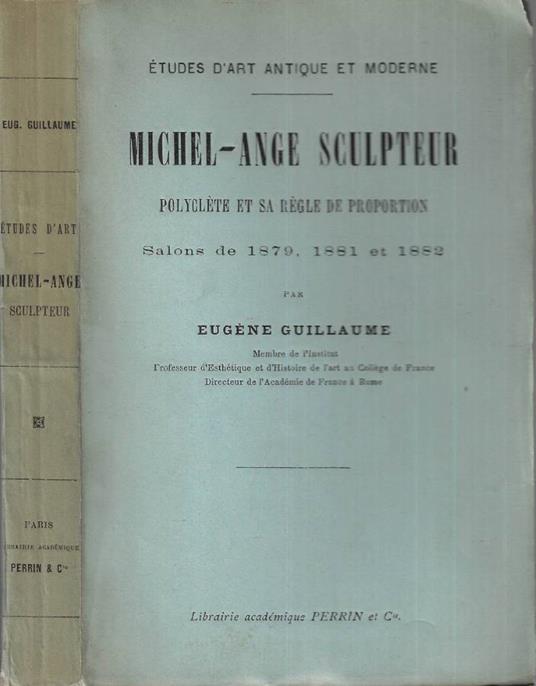 EUG. GUILLAUME
ÉTUDES D'ART
MICHEL-ANGE
SCULPTEUR
PARIS
LIBRAIRIE ACADÉMIQUE
PERRIN & Cie
ÉTUDES D'ART ANTIQUE ET MODERNE
MICHEL-ANGE SCULPTEUR
POLYCLÈTE ET SA RÈGLE DE PROPORTION
Salons de 1879, 1881 et 1882
PAR
EUGÈNE GUILLAUME
Membre de l'Institut
Professeur d'Esthétique et d'Histoire de l'art au Collège de France
Directeur de l'Académie de France à Rome
Librairie académique PERRIN et Cie.